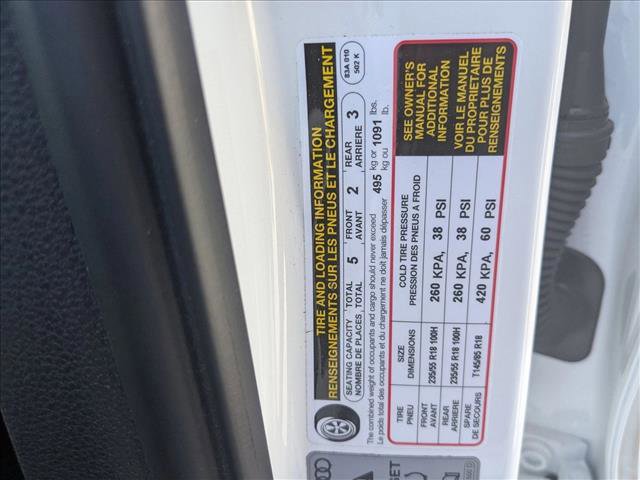 TIRE AND LOADING INFORMATION
RENSEIGNEMENTS SUR LES PNEUS ET LE CHARGEMENT
83A 010
502 K
SEATING CAPACITY TOTAL 5 FRONT 2 REAR 3
NOMBRE DE PLACES TOTAL AVANT ARRIERE
The combined weight of occupants and cargo should never exceed 495 kg or 1091 lbs.
Le poids total des occupants et du chargement ne doit jamais dépasser kg ou lb.
TIRE SIZE COLD TIRE PRESSURE
PNEU DIMENSIONS PRESSION DES PNEUS A FROID
FRONT 235/55 R18 100H 260 KPA, 38 PSI
AVANT
REAR 235/55 R18 100H 260 KPA, 38 PSI
ARRIERE
SPARE T145/85 R18 420 KPA, 60 PSI
DE SECOURS
SEE OWNER'S
MANUAL FOR
ADDITIONAL
INFORMATION
VOIR LE MANUEL
DU PROPRIÉTAIRE
POUR PLUS DE
RENSEIGNEMENTS
SET